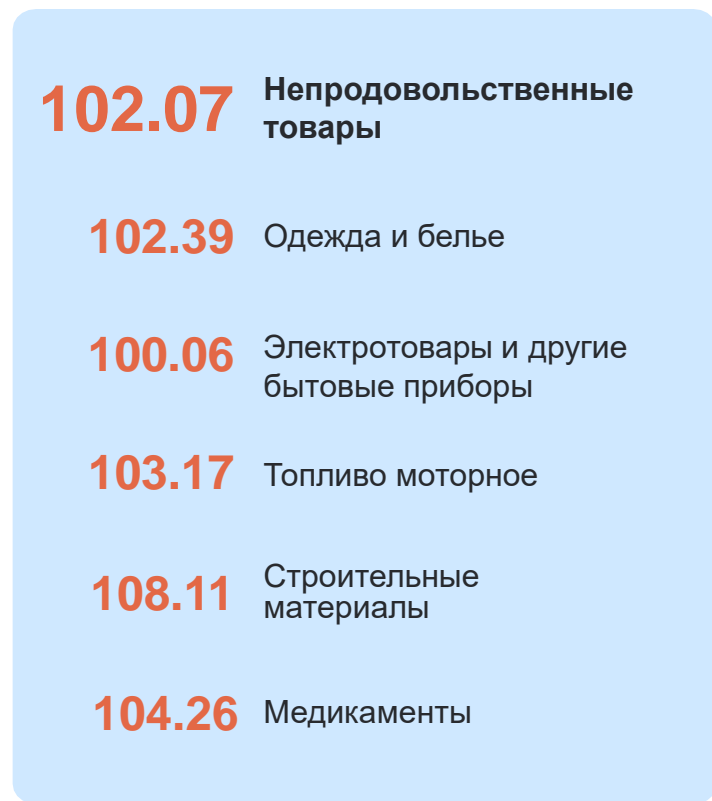 102.07 Непродовольственные
товары
102.39 Одежда и белье
100.06 Электротовары и другие
бытовые приборы
103.17 Топливо моторное
108.11 Строительные
материалы
104.26 Медикаменты